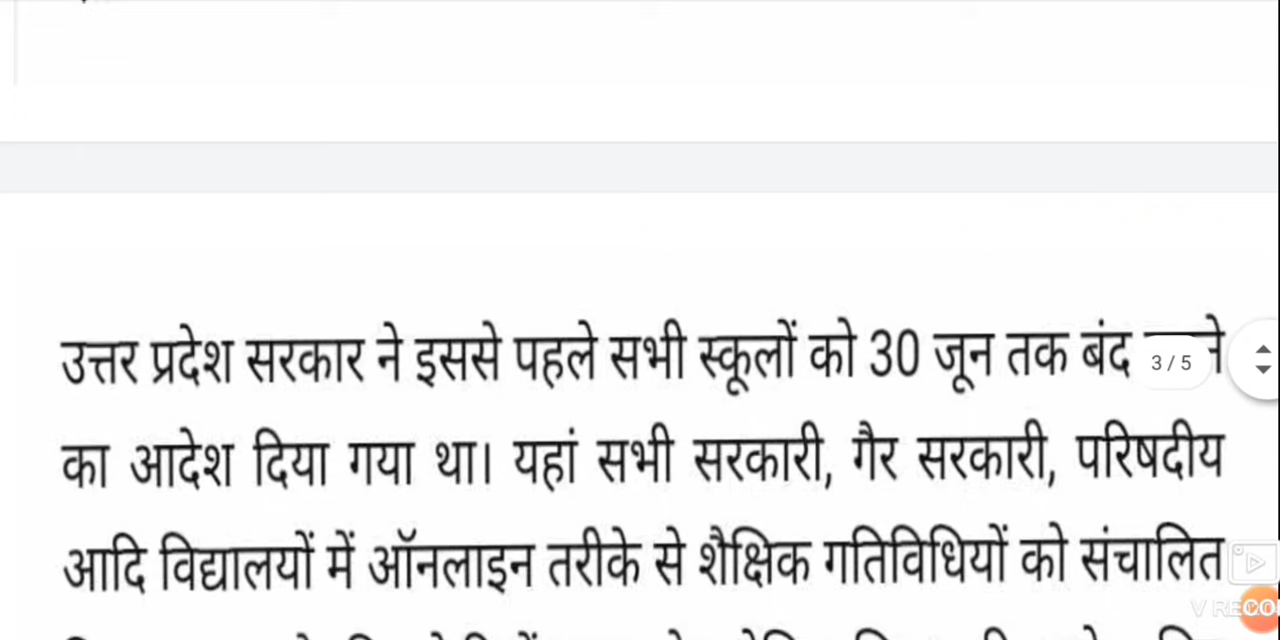 उत्तर प्रदेश सरकार ने इससे पहले सभी स्कूलों को 30 जून तक बंद
3 / 5
का आदेश दिया गया था। यहां सभी सरकारी, गैर सरकारी, परिषदीय
आदि विद्यालयों में ऑनलाइन तरीके से शैक्षिक गतिविधियों को संचालित
V RECO